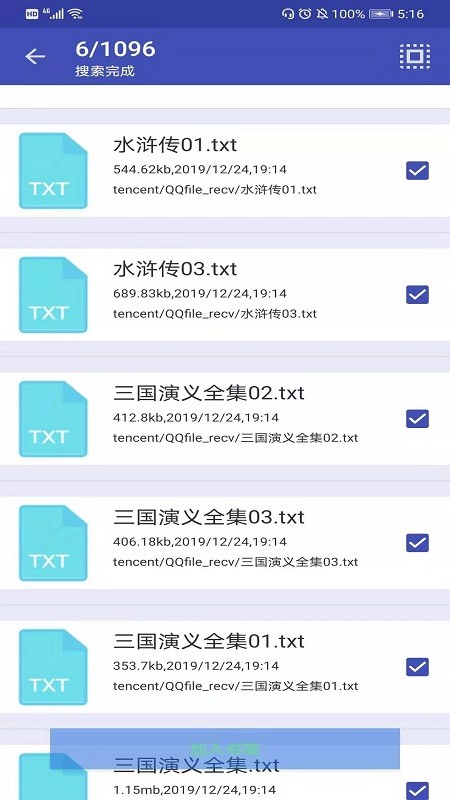 HD 4G 100% 5:16
6/1096
搜索完成
TXT
水浒传01.txt
544.62kb,2019/12/24,19:14
tencent/QQfile_recv/水浒传01.txt
TXT
水浒传03.txt
689.83kb,2019/12/24,19:14
tencent/QQfile_recv/水浒传03.txt
TXT
三国演义全集02.txt
412.8kb,2019/12/24,19:14
tencent/QQfile_recv/三国演义全集02.txt
TXT
三国演义全集03.txt
406.18kb,2019/12/24,19:14
tencent/QQfile_recv/三国演义全集03.txt
TXT
三国演义全集01.txt
353.7kb,2019/12/24,19:14
tencent/QQfile_recv/三国演义全集01.txt
加入书架
三国演义全集.txt
1.15mb,2019/12/24,19:14
TXT